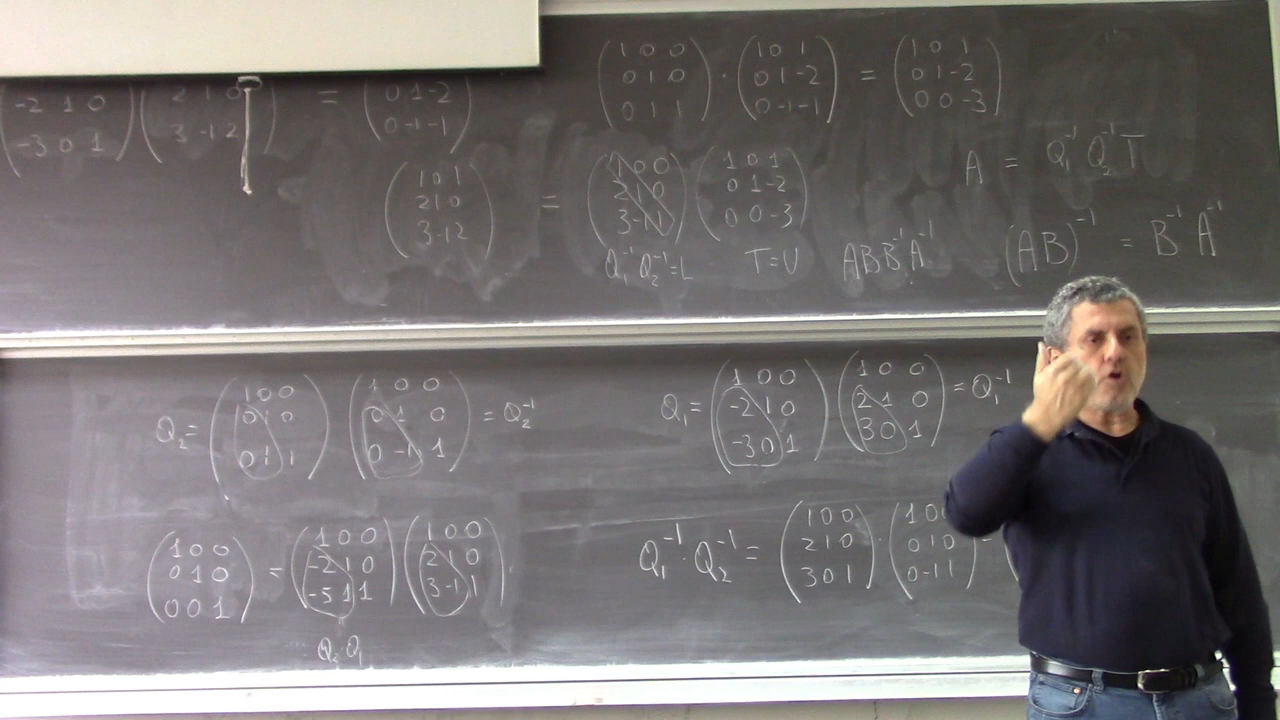 ( 1 0 0 ) · ( 1 0 1 ) = ( 1 0 1 )
( 0 1 0 ) ( 0 1 -2 ) ( 0 1 -2 )
( 0 1 1 ) ( 0 -1 -1 ) ( 0 0 -3 )
( -2 1 0 ) ( 2 1 0 ) = ( 0 1 -2 )
( -3 0 1 ) ( 3 -1 2 ) ( 0 -1 -1 )
( 1 0 1 ) = ( 1 0 0 ) ( 1 0 1 )
( 2 1 0 ) ( 2 1 0 ) ( 0 1 -2 )
( 3 -1 2 ) ( 3 -1 1 ) ( 0 0 -3 )
A = Q₁⁻¹ Q₂⁻¹ T
Q₁⁻¹ Q₂⁻¹ = L T = U ABB⁻¹A⁻¹ (AB)⁻¹ = B⁻¹ A⁻¹
Q₂ = ( 1 0 0 ) ( 1 0 0 ) = Q₂⁻¹
( 0 1 0 ) ( 0 1 0 )
( 0 1 1 ) ( 0 -1 1 )
Q₁ = ( 1 0 0 ) · ( 1 0 0 ) = Q₁⁻¹
( -2 1 0 ) ( 2 1 0 )
( -3 0 1 ) ( 3 0 1 )
( 1 0 0 ) = ( 1 0 0 ) ( 1 0 0 )
( 0 1 0 ) ( -2 1 0 ) ( 2 1 0 )
( 0 0 1 ) ( -5 1 1 ) ( 3 -1 1 )
Q₂ · Q₁
Q₁⁻¹ · Q₂⁻¹ = ( 1 0 0 ) · ( 1 0
( 2 1 0 ) ( 0 1 0 )
( 3 0 1 ) ( 0 -1 1 )